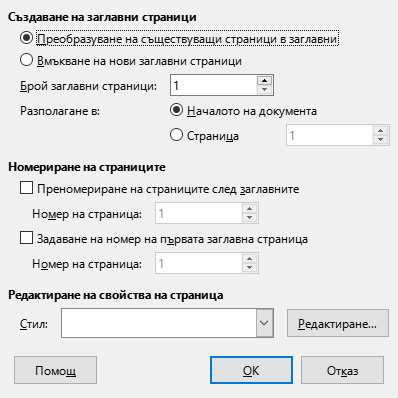 Създаване на заглавни страници
Преобразуване на съществуващи страници в заглавни
Вмъкване на нови заглавни страници
Брой заглавни страници: 1
Разполагане в: Началото на документа
Страница 1
Номериране на страниците
Преномериране на страниците след заглавните
Номер на страница: 1
Задаване на номер на първата заглавна страница
Номер на страница: 1
Редактиране на свойства на страница
Стил: Редактиране...
Помощ ОК Отказ